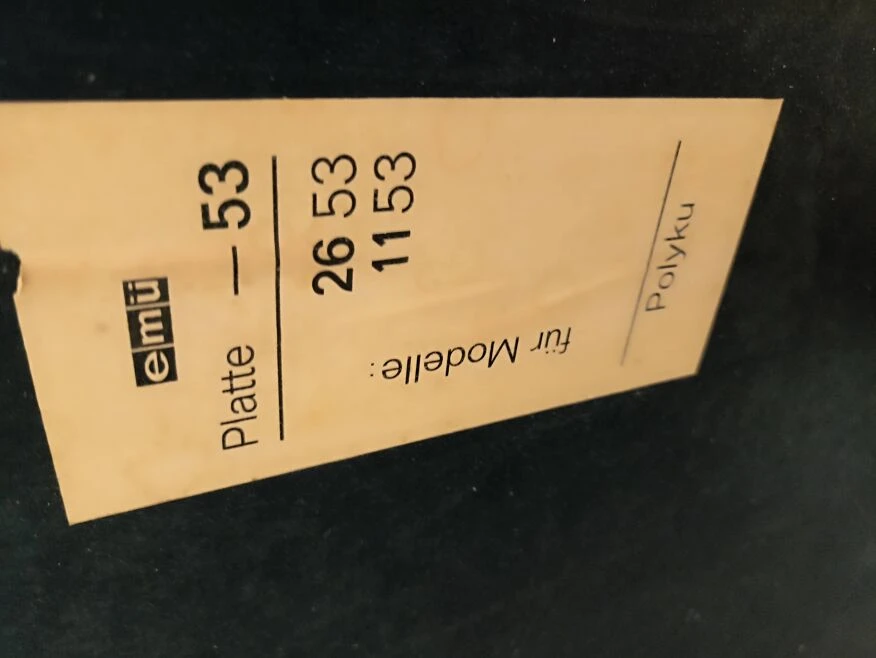 emü
Platte – 53
26 53
11 53
für Modelle:
Polyku